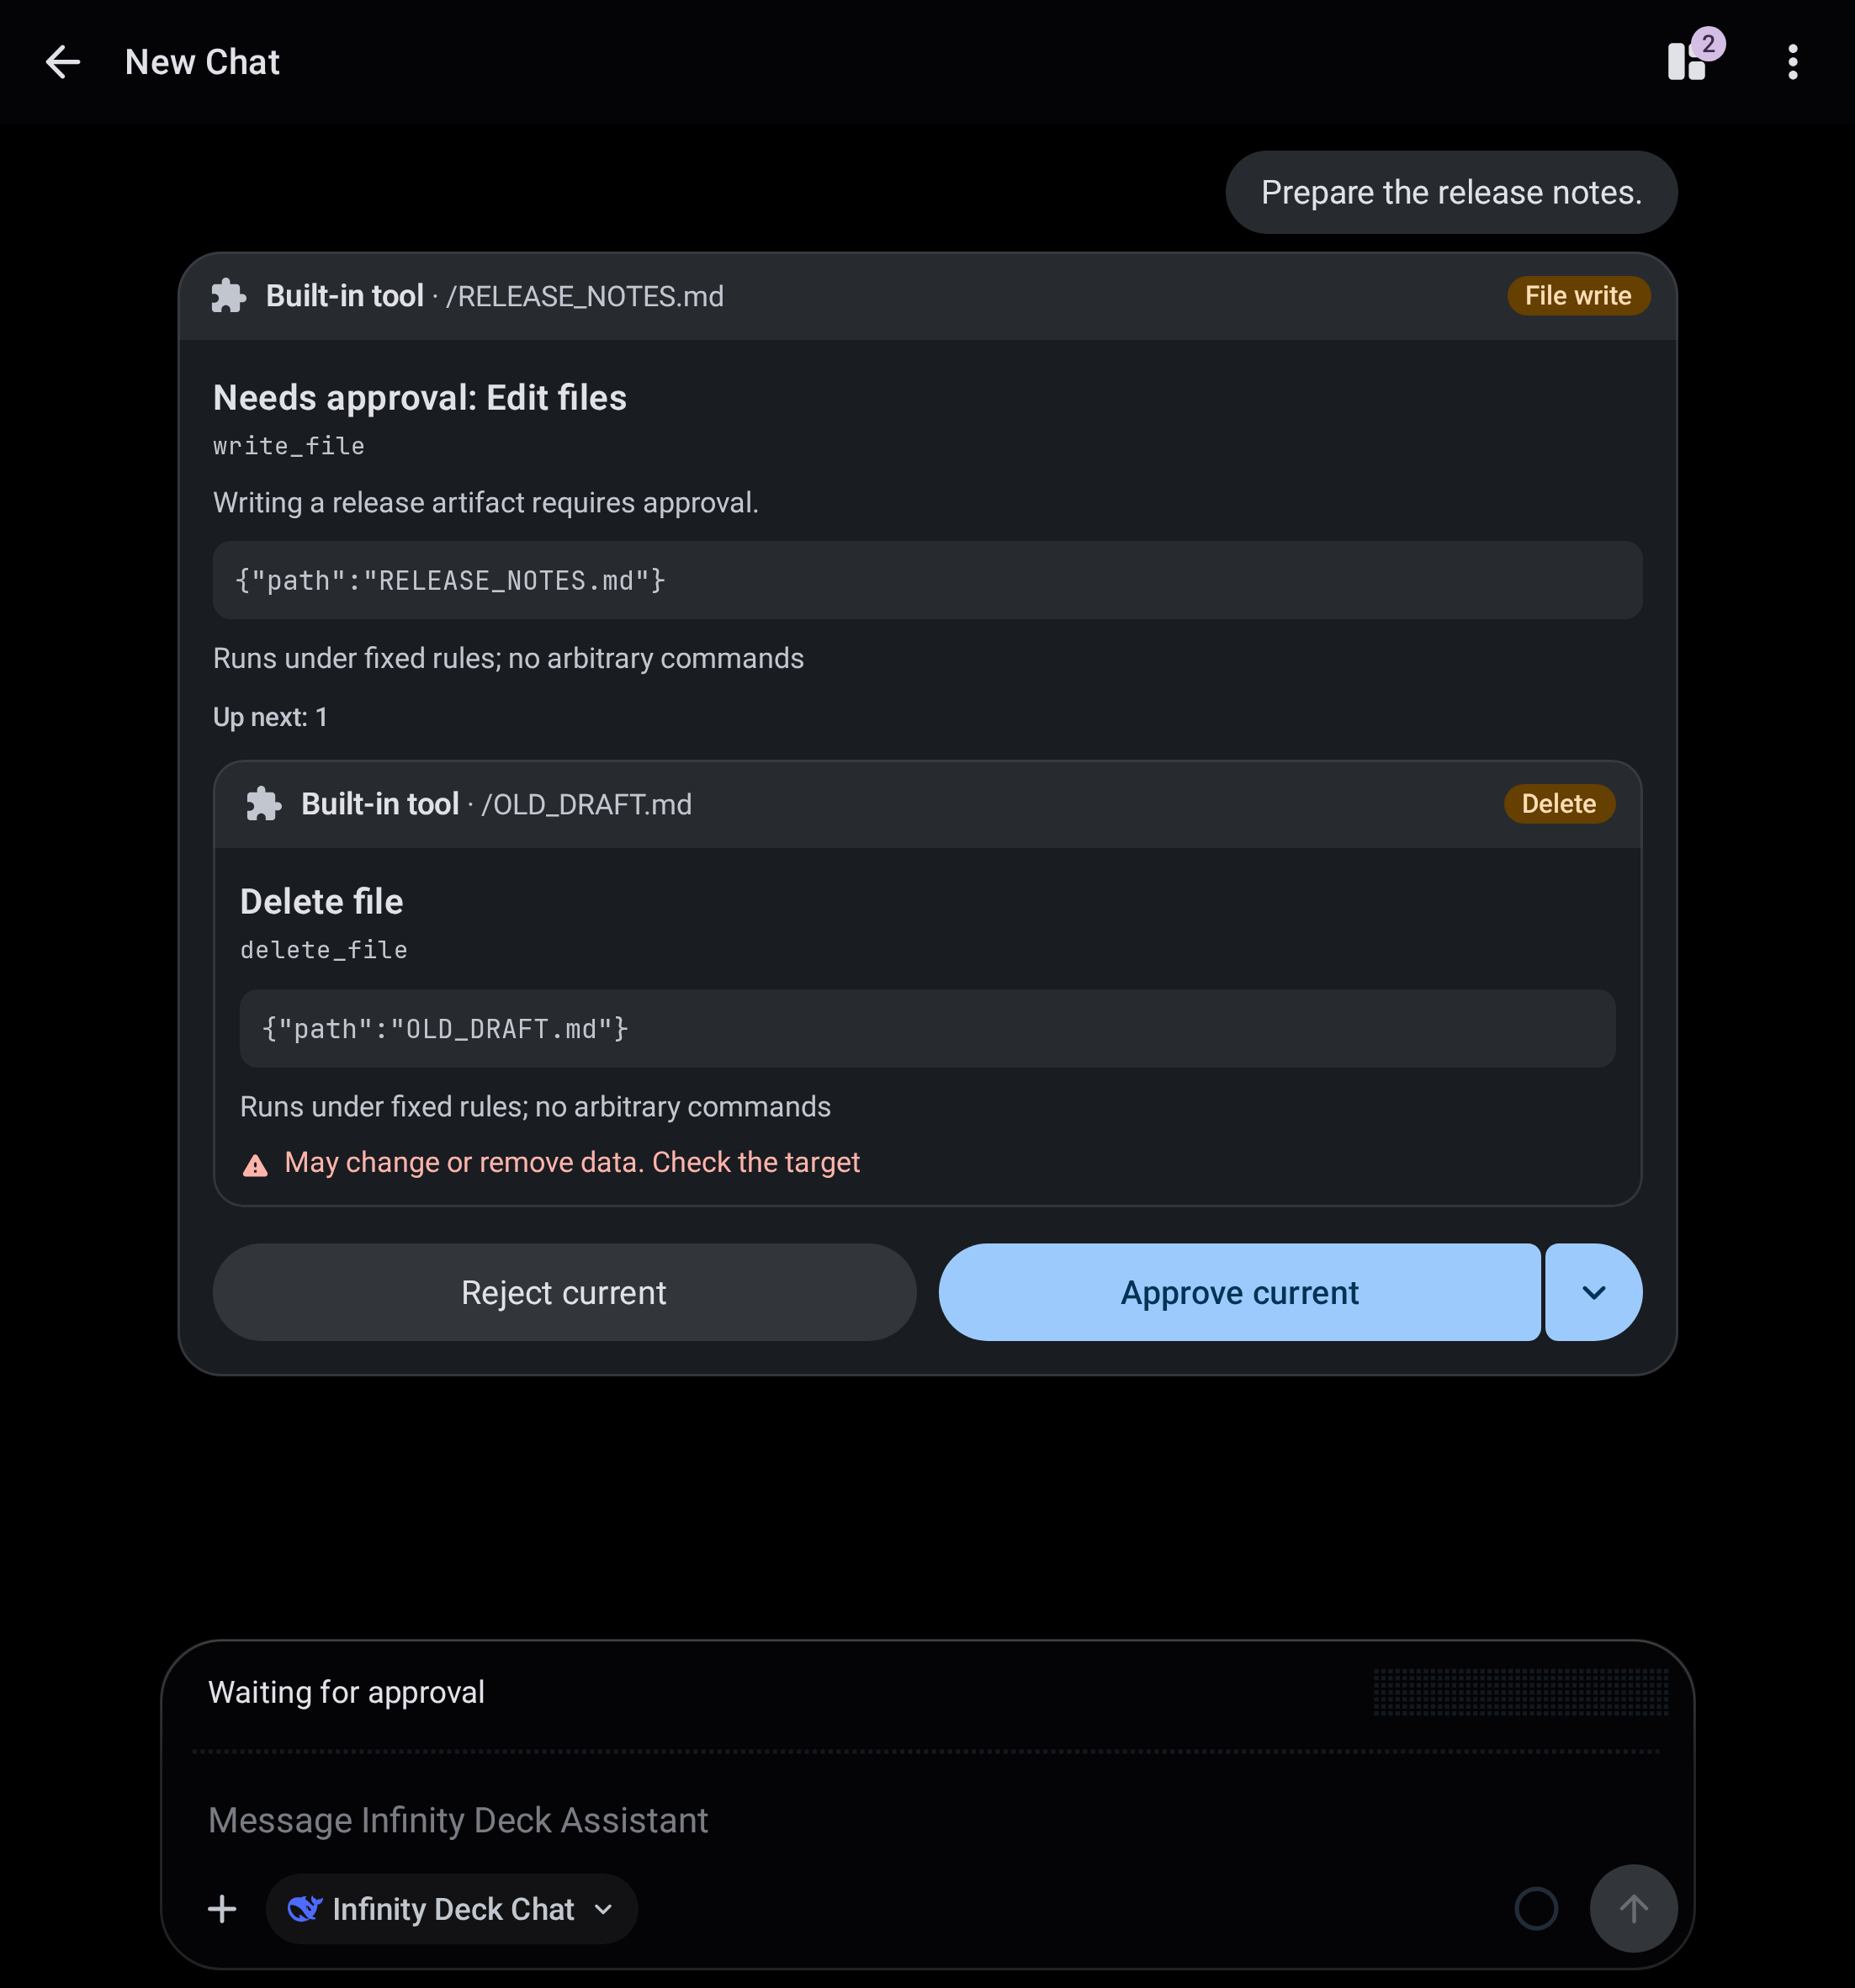 New Chat
2
Prepare the release notes.
Built-in tool · /RELEASE_NOTES.md
File write
Needs approval: Edit files
write_file
Writing a release artifact requires approval.
{"path":"RELEASE_NOTES.md"}
Runs under fixed rules; no arbitrary commands
Up next: 1
Built-in tool · /OLD_DRAFT.md
Delete
Delete file
delete_file
{"path":"OLD_DRAFT.md"}
Runs under fixed rules; no arbitrary commands
May change or remove data. Check the target
Reject current
Approve current
Waiting for approval
Message Infinity Deck Assistant
Infinity Deck Chat